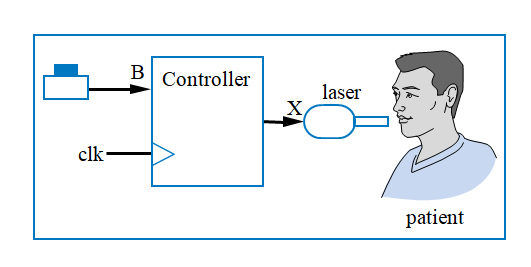 B
Controller
X
laser
clk
patient